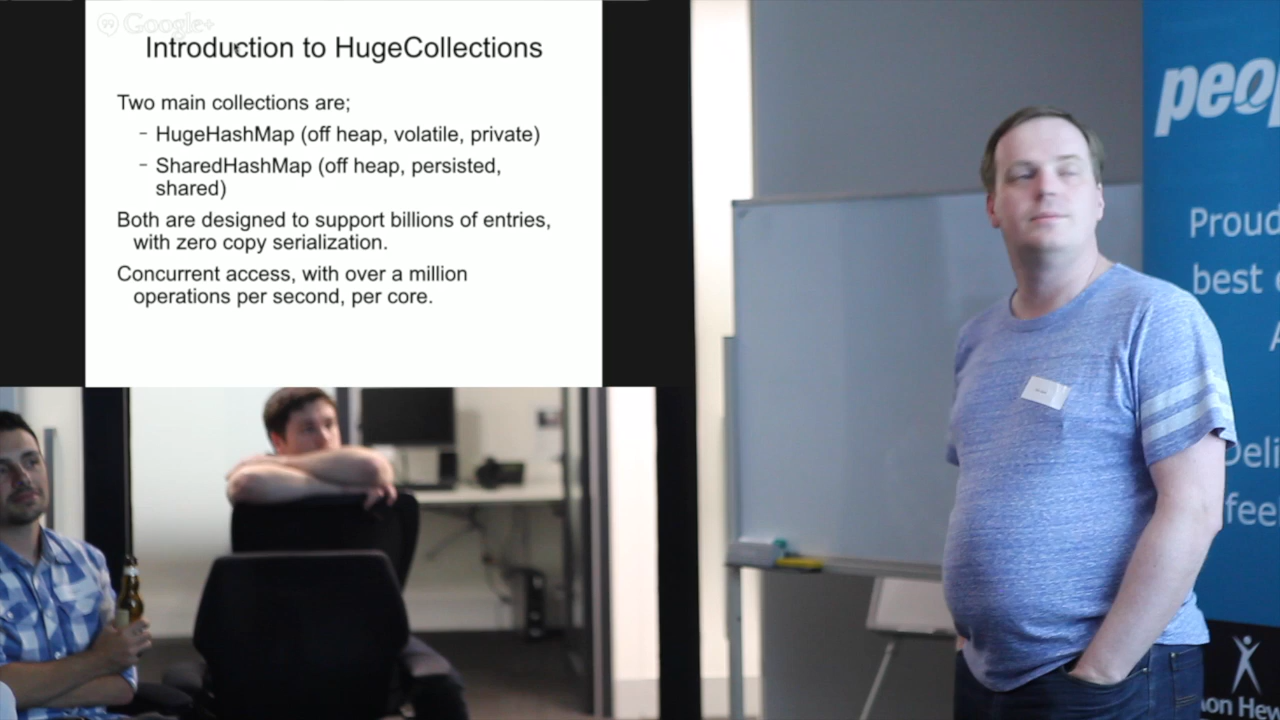 Google+
Introduction to HugeCollections
Two main collections are;
- HugeHashMap (off heap, volatile, private)
- SharedHashMap (off heap, persisted,
shared)
Both are designed to support billions of entries,
with zero copy serialization.
Concurrent access, with over a million
operations per second, per core.
peop
Proud
best
A
Deli
fee
on Hew